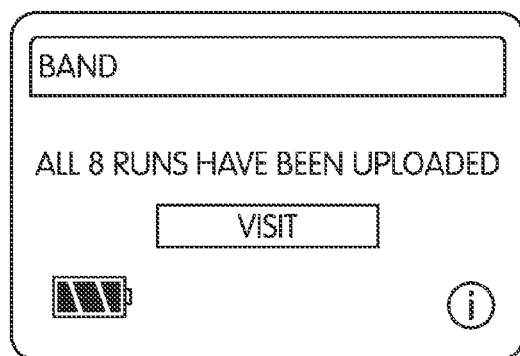 BAND
ALL 8 RUNS HAVE BEEN UPLOADED
VISIT
i